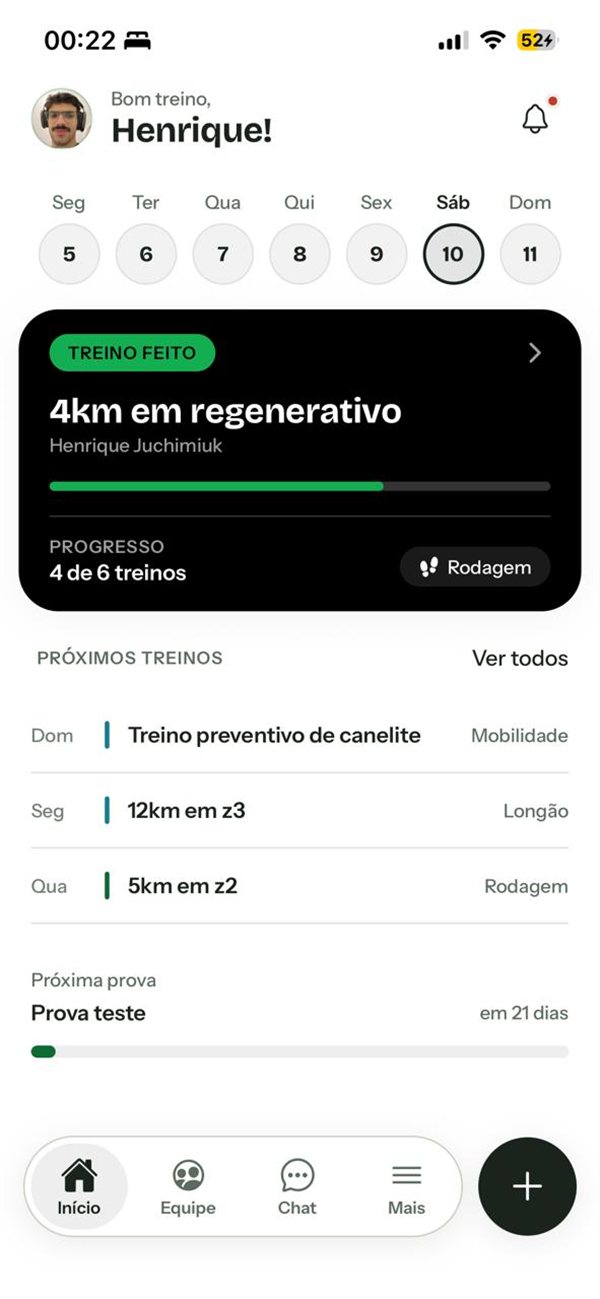 00:22
52
Bom treino,
Henrique!
Seg Ter Qua Qui Sex Sáb Dom
5 6 7 8 9 10 11
TREINO FEITO
4km em regenerativo
Henrique Juchimiuk
PROGRESSO
4 de 6 treinos
Rodagem
PRÓXIMOS TREINOS Ver todos
Dom Treino preventivo de canelite Mobilidade
Seg 12km em z3 Longão
Qua 5km em z2 Rodagem
Próxima prova
Prova teste em 21 dias
Início Equipe Chat Mais